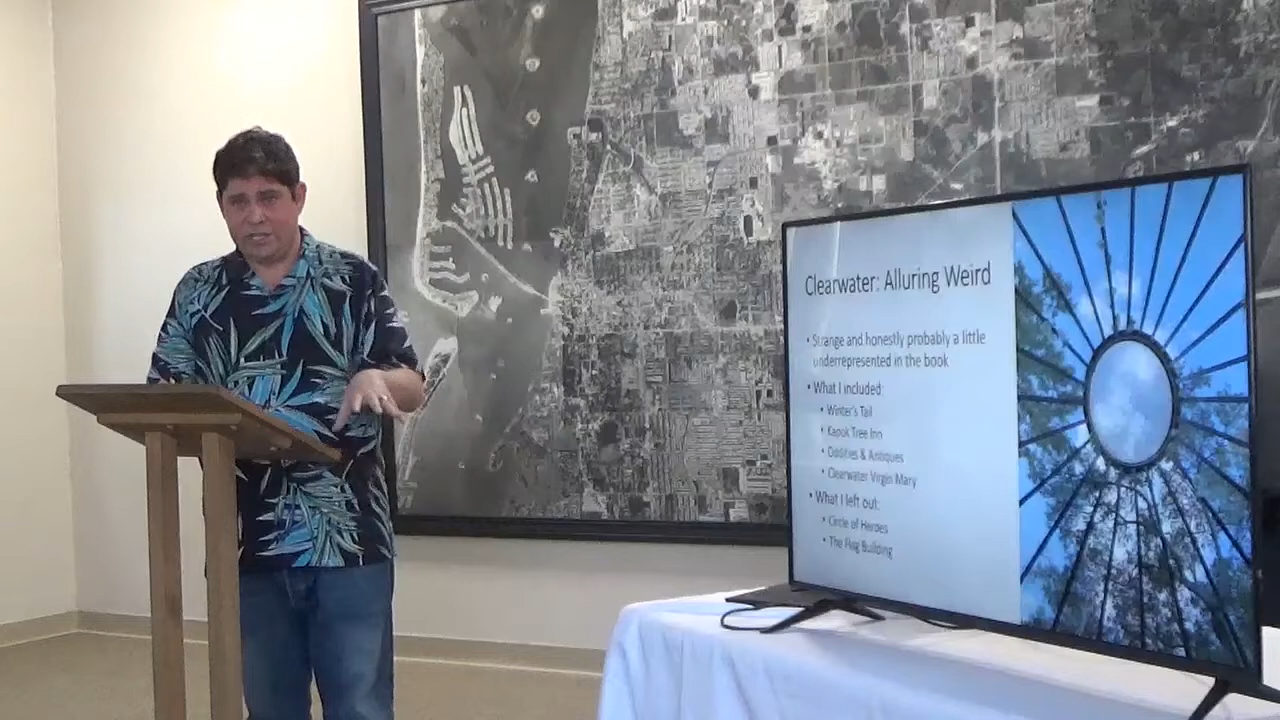 Clearwater: Alluring Weird
• Strange and honestly probably a little
underrepresented in the book
• What I included:
• Winter's Tail
• Kapok Tree Inn
• Oddities & Antiques
• Clearwater Virgin Mary
• What I left out:
• Circle of Heroes
• The Flag Building